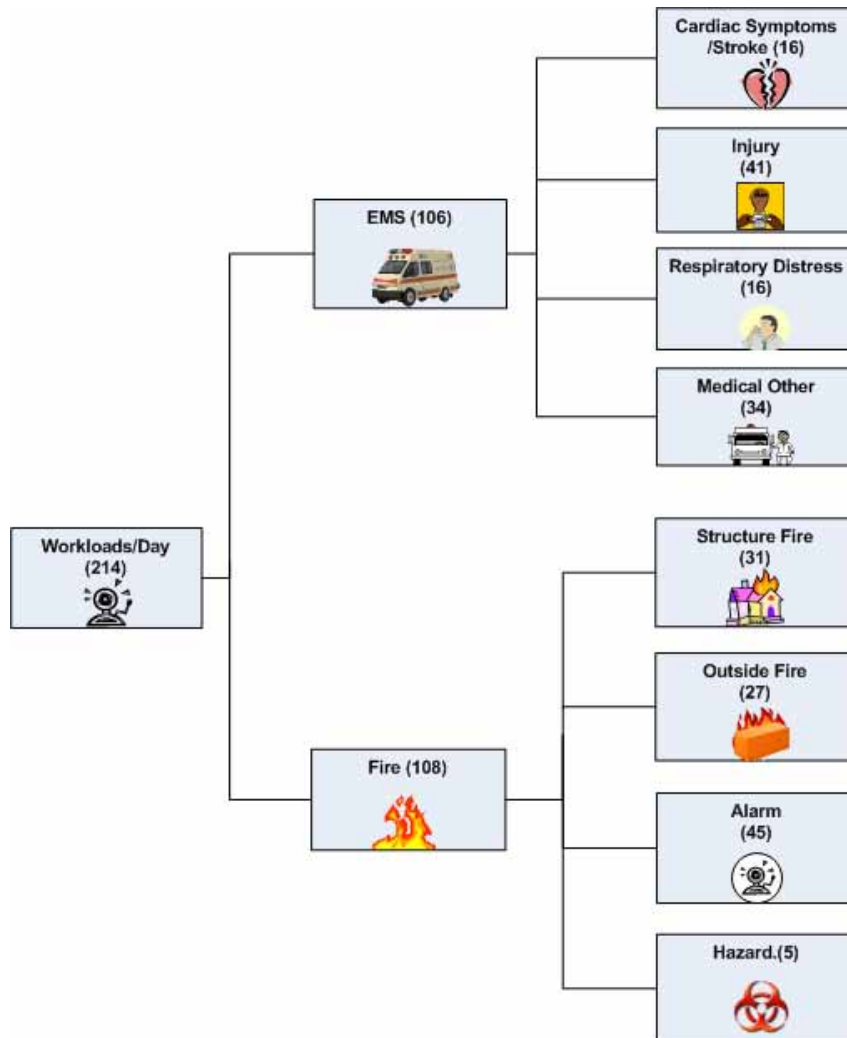 Cardiac Symptoms
/Stroke (16)
Injury
(41)
EMS (106)
Respiratory Distress
(16)
Medical Other
(34)
Workloads/Day
(214)
Structure Fire
(31)
Outside Fire
(27)
Fire (108)
Alarm
(45)
Hazard.(5)